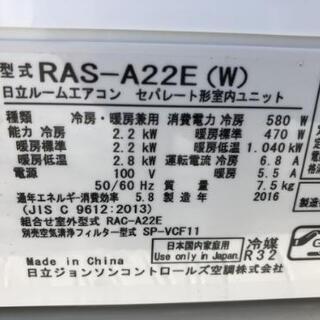 型式 RAS-A22E (W)
日立ルームエアコン セパレート形室内ユニット
種類 冷房・暖房兼用 消費電力 冷房 580 W
能力 冷房 2.2 kW 暖房標準 470 W
暖房標準 2.2 kW 暖房低温 1.040 kW
暖房低温 2.8 kW 運転電流 冷房 6.8 A
電源 100 V 暖房 5.5 A
50/60 Hz 質量 7.5 kg
通年エネルギー消費効率 5.8 製造年 2016
(JIS C 9612:2013)
組合せ室外型式 RAC-A22E
別売空気清浄フィルター型式 SP-VCF11
日本国内家庭用
Use only in Japan
冷媒
R32
Made in China
日立ジョンソンコントロールズ空調株式会社
製造